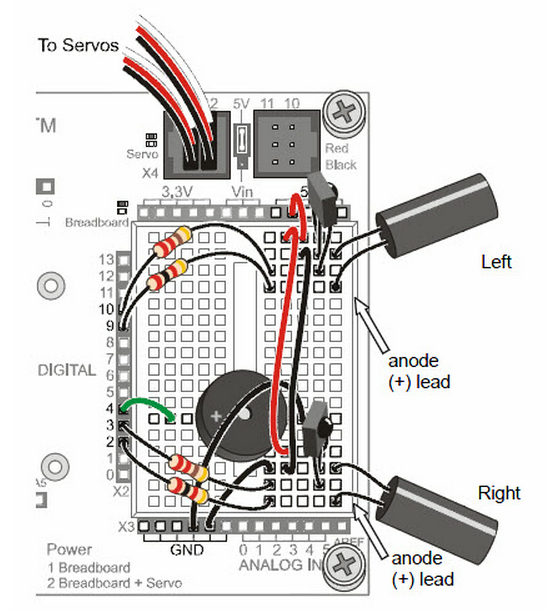 To Servos
2 5V 11 10
TM
Servo
X4
Red
Black
3,3V Vin 5
Breadboard
13
12
11
10
9
8
7
6
5
4
3
2
1
0
DIGITAL
X2
Left
anode
(+) lead
+
Right
anode
(+) lead
X3
GND
0 1 2 3 4 5
AREF
ANALOG IN
Power
1 Breadboard
2 Breadboard + Servo